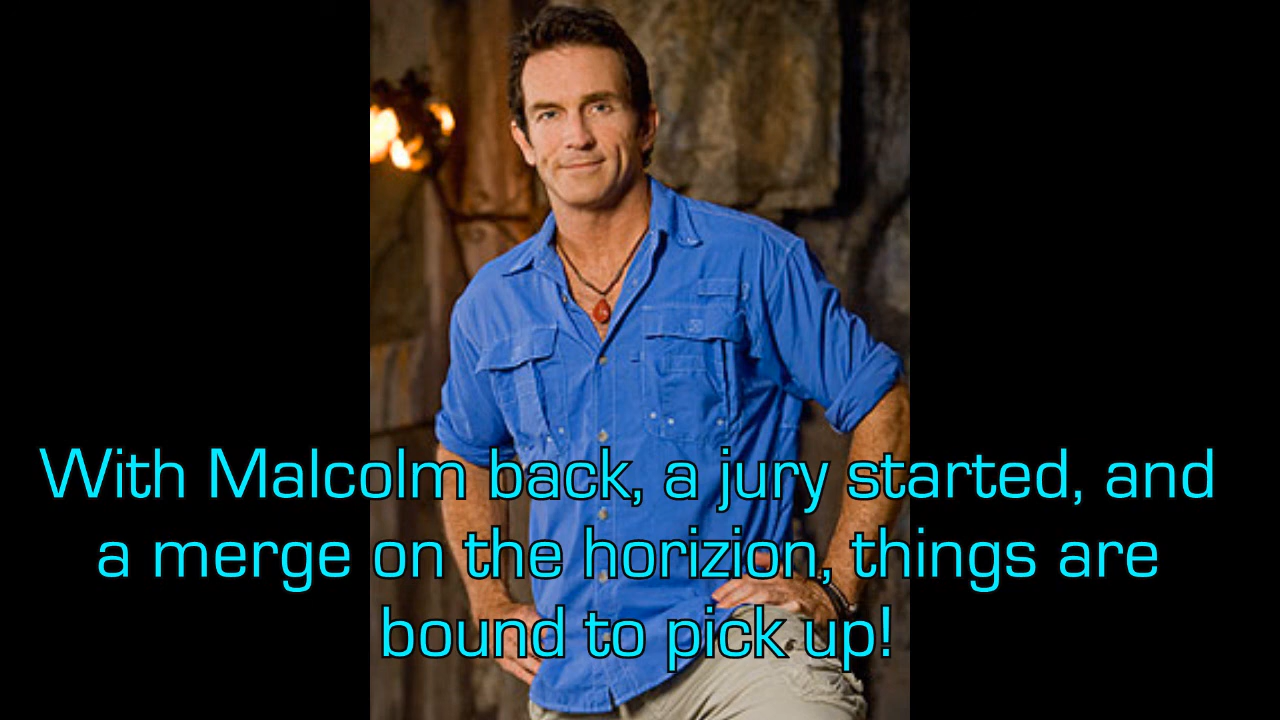 With Malcolm back, a jury started, and
a merge on the horizion, things are
bound to pick up!